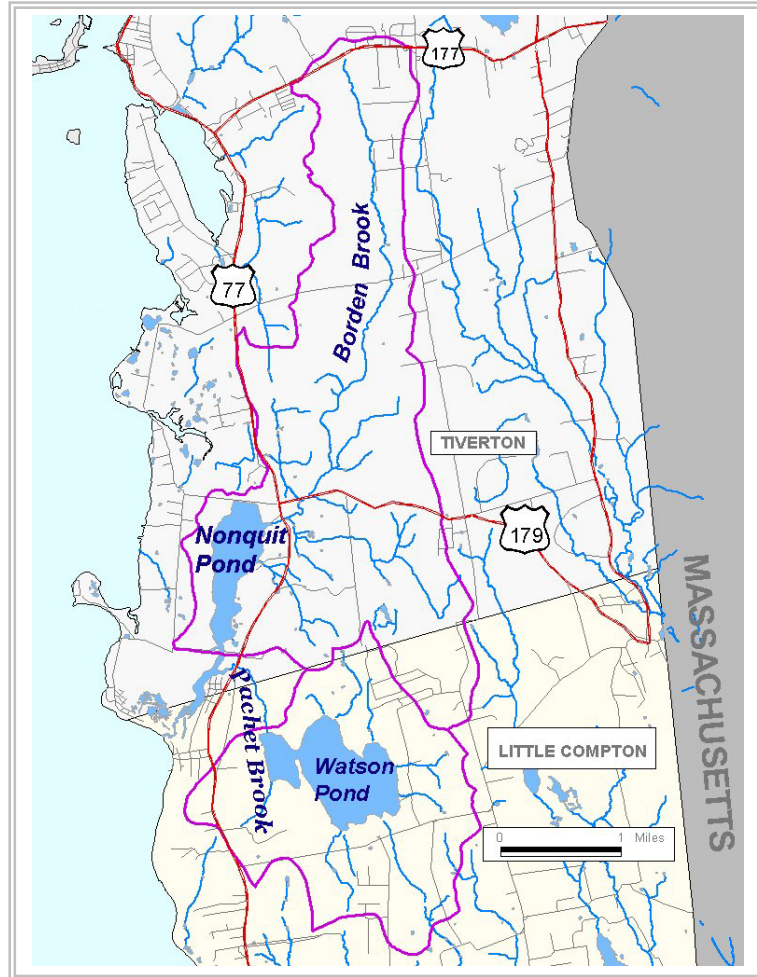 177
Borden Brook
77
TIVERTON
Nonquit
Pond
179
MASSACHUSETTS
Pachet Brook
LITTLE COMPTON
Watson
Pond
0 1 Miles